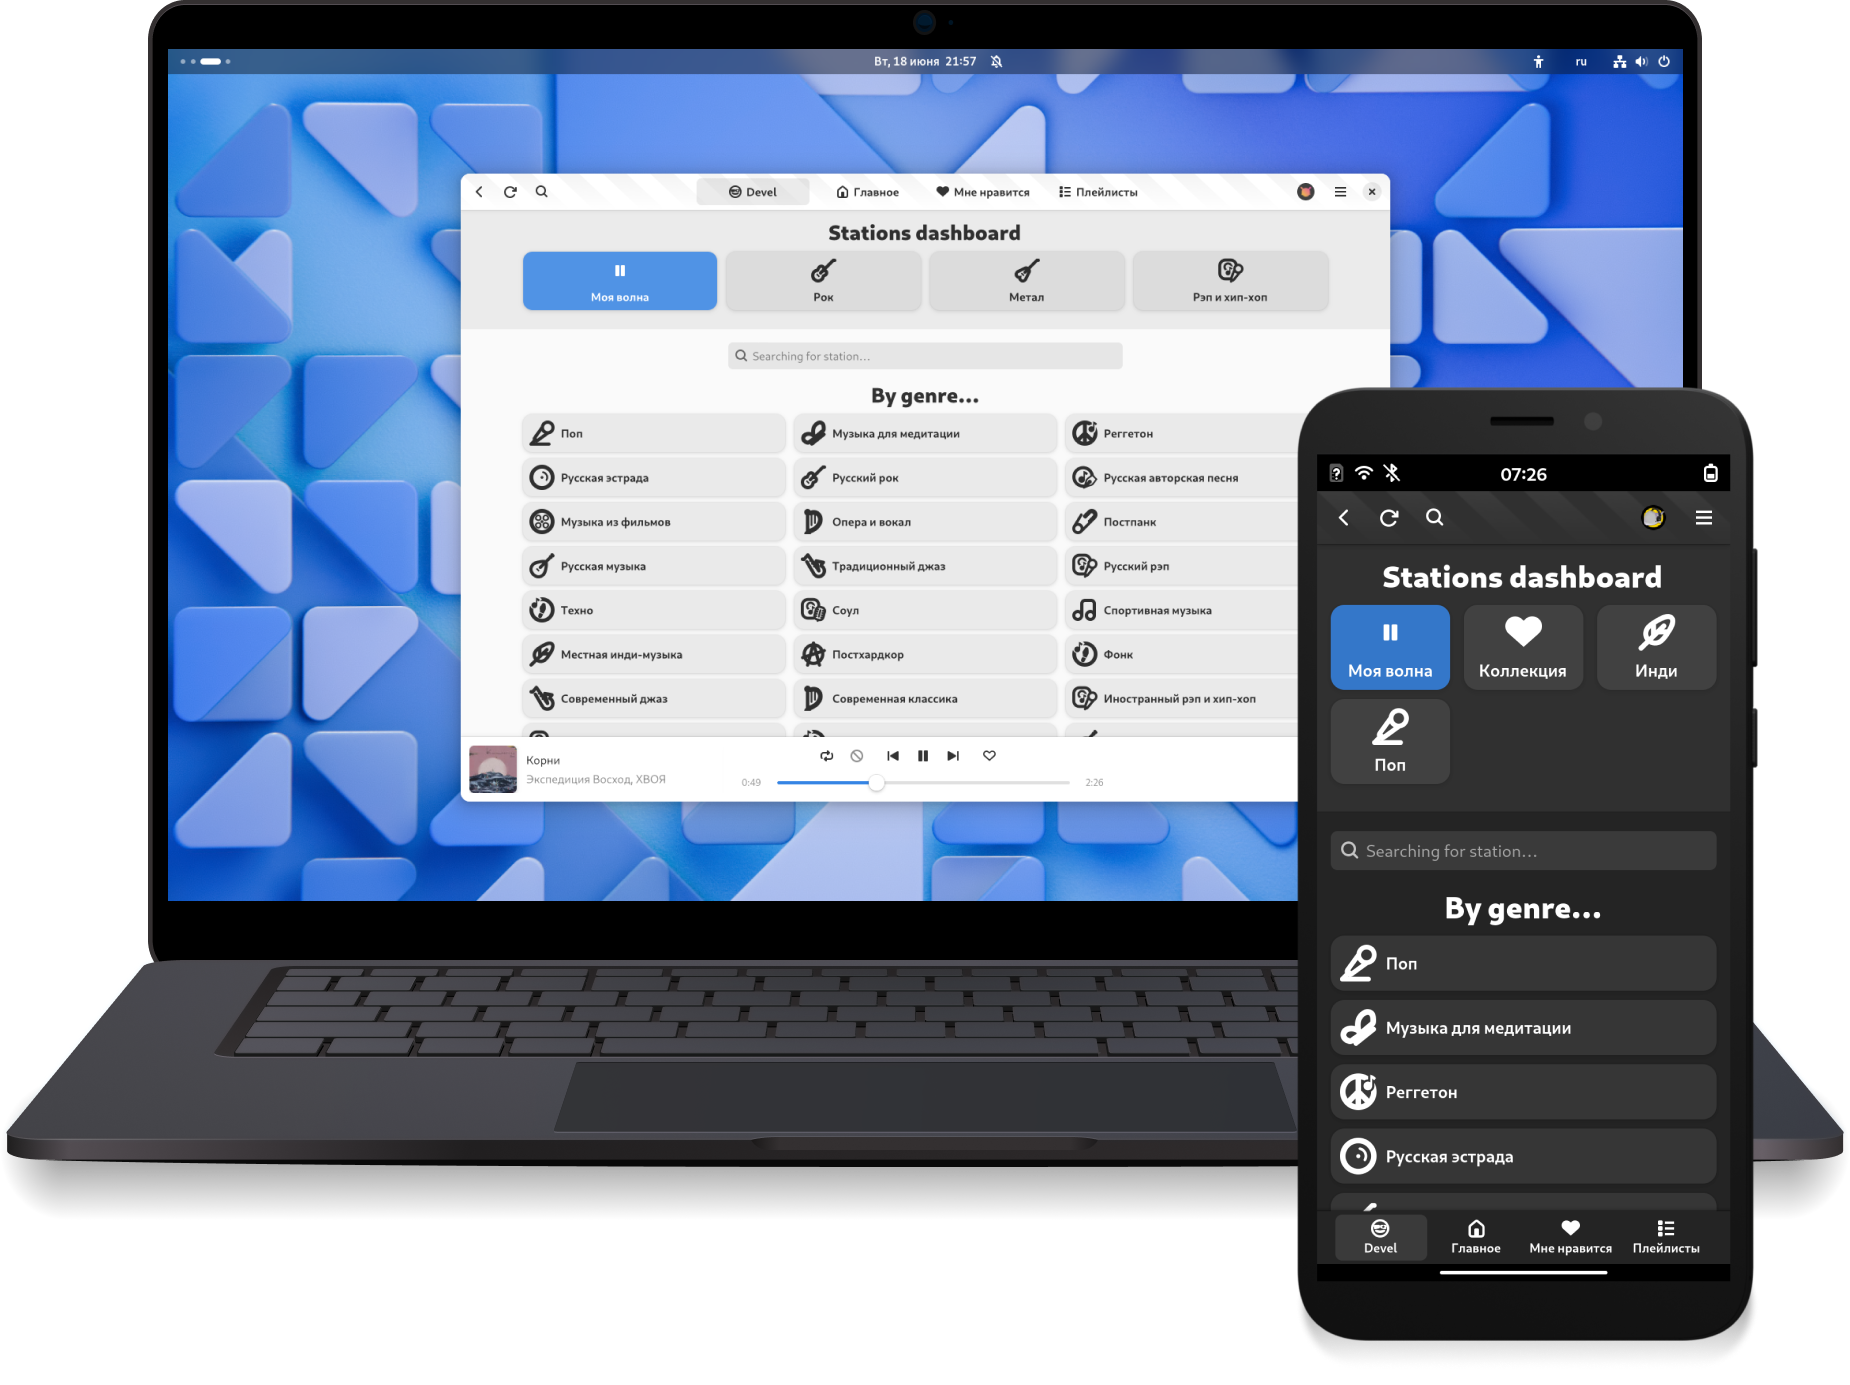 Вт, 18 июня 21:57
ru
Devel
Главное
Мне нравится
Плейлисты
Stations dashboard
Моя волна
Рок
Метал
Рэп и хип-хоп
Searching for station...
By genre...
Поп
Музыка для медитации
Реггетон
Русская эстрада
Русский рок
Русская авторская песня
Музыка из фильмов
Опера и вокал
Постпанк
Русская музыка
Традиционный джаз
Русский рэп
Техно
Соул
Спортивная музыка
Местная инди-музыка
Постхардкор
Фонк
Современный джаз
Современная классика
Иностранный рэп и хип-хоп
Корни
Экспедиция Восход, ХВОЯ
0:49
2:26
07:26
Stations dashboard
Моя волна
Коллекция
Инди
Поп
Searching for station...
By genre...
Поп
Музыка для медитации
Реггетон
Русская эстрада
Devel
Главное
Мне нравится
Плейлисты